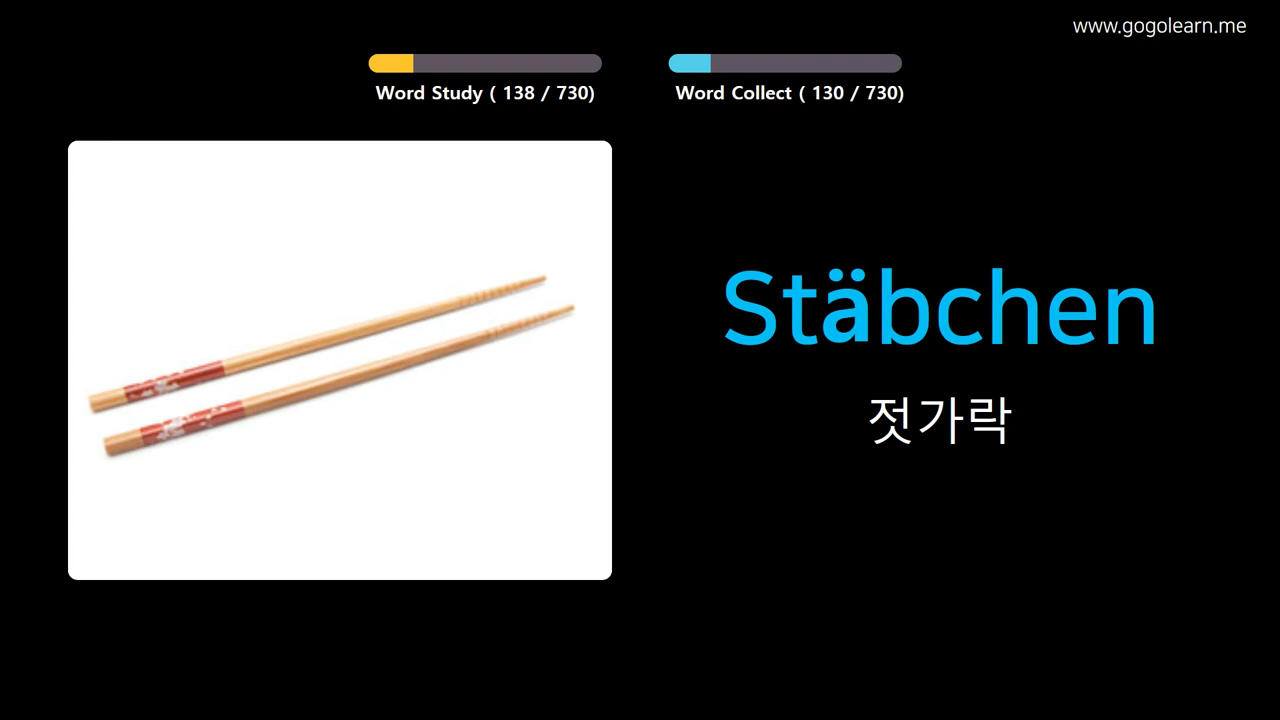 www.gogolearn.me
Word Study ( 138 / 730)
Word Collect ( 130 / 730)
Stäbchen
젓가락